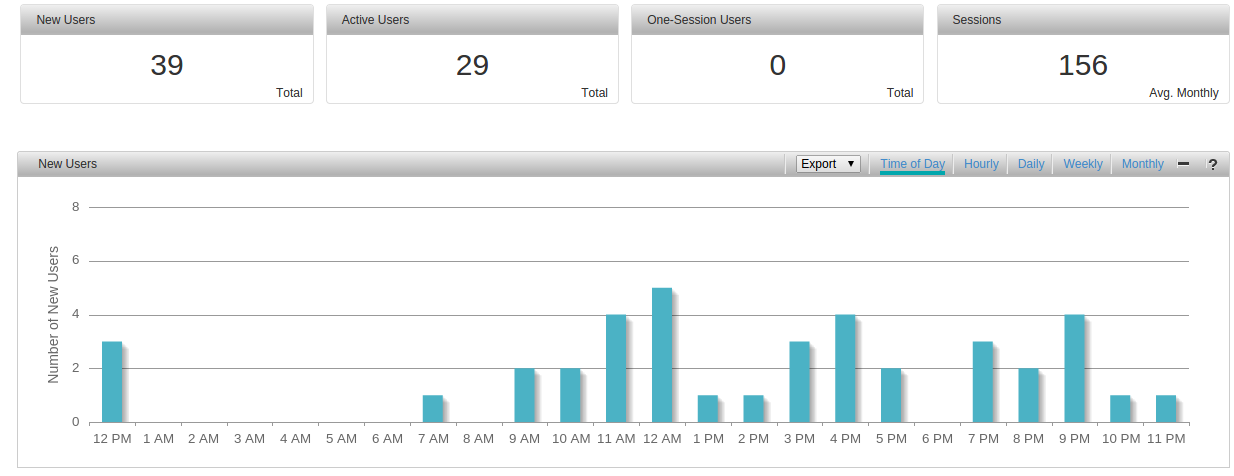 New Users
Active Users
One-Session Users
Sessions
39
29
0
156
Total
Total
Total
Avg. Monthly
New Users
Export ▼
Time of Day
Hourly
Daily
Weekly
Monthly
?
Number of New Users
8
6
4
2
0
12 PM 1 AM 2 AM 3 AM 4 AM 5 AM 6 AM 7 AM 8 AM 9 AM 10 AM 11 AM 12 AM 1 PM 2 PM 3 PM 4 PM 5 PM 6 PM 7 PM 8 PM 9 PM 10 PM 11 PM